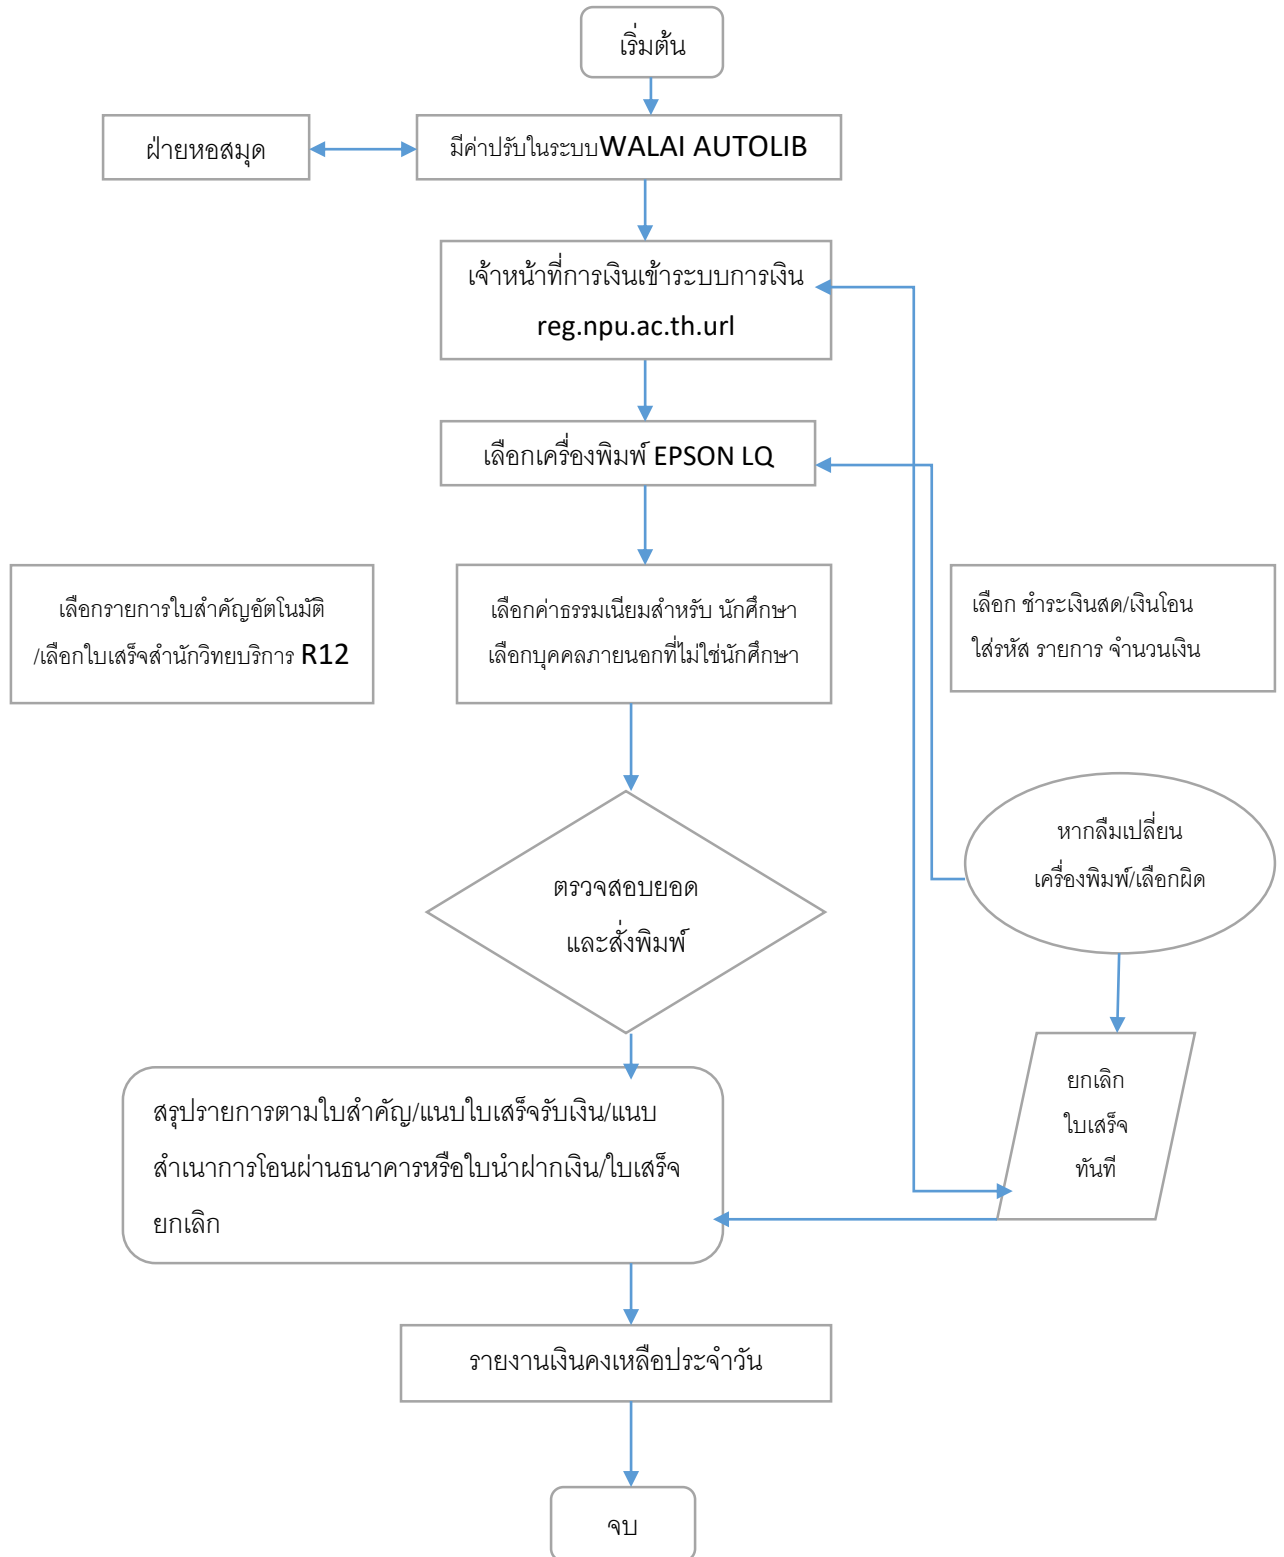 เริ่มต้น
ฝ่ายหอสมุด
มีค่าปรับในระบบWALAI AUTOLIB
เจ้าหน้าที่การเงินเข้าระบบการเงิน
reg.npu.ac.th.url
เลือกเครื่องพิมพ์ EPSON LQ
เลือกรายการใบสำคัญอัตโนมัติ
/เลือกใบเสร็จสำนักวิทยบริการ R12
เลือกค่าธรรมเนียมสำหรับ นักศึกษา
เลือกบุคคลภายนอกที่ไม่ใช่นักศึกษา
เลือก ชำระเงินสด/เงินโอน
ใส่รหัส รายการ จำนวนเงิน
หากลืมเปลี่ยน
เครื่องพิมพ์/เลือกผิด
ตรวจสอบยอด
และสั่งพิมพ์
ยกเลิก
ใบเสร็จ
ทันที
สรุปรายการตามใบสำคัญ/แนบใบเสร็จรับเงิน/แนบ
สำเนาการโอนผ่านธนาคารหรือใบนำฝากเงิน/ใบเสร็จ
ยกเลิก
รายงานเงินคงเหลือประจำวัน
จบ